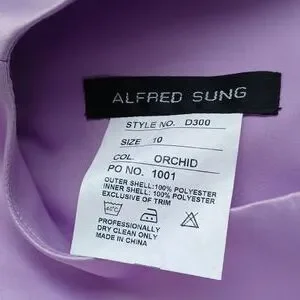 ALFRED SUNG
STYLE NO. D300
SIZE 10
COL. ORCHID
PO NO. 1001
OUTER SHELL:100% POLYESTER
INNER SHELL:100% POLYESTER
EXCLUSIVE OF TRIM
40℃
PROFESSIONALLY
DRY CLEAN ONLY
MADE IN CHINA